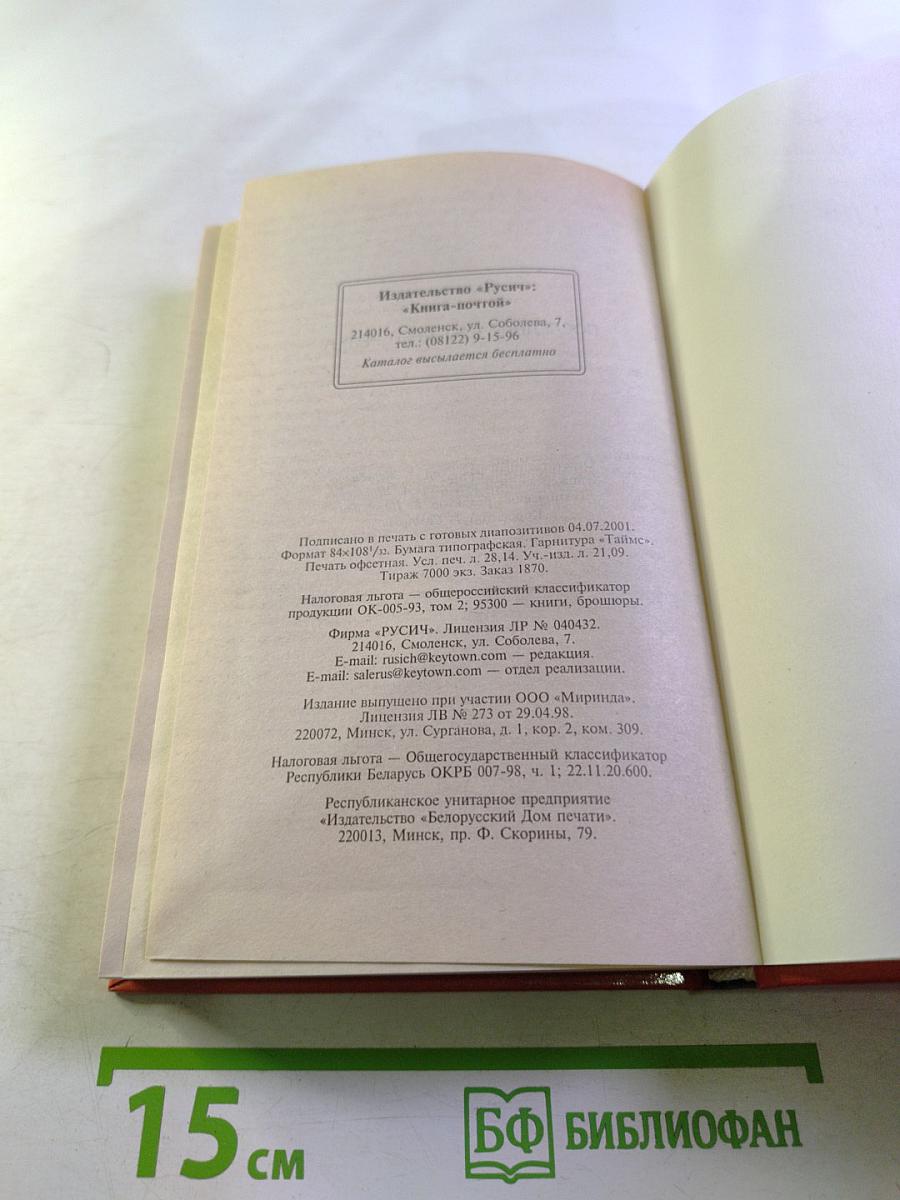 Издательство «Русич»:
«Книга-почтой»
214016, Смоленск, ул. Соболева, 7,
тел.: (08122) 9-15-96
Каталог высылается бесплатно
Подписано в печать с готовых диапозитивов 04.07.2001.
Формат 84×108¹/₃₂. Бумага типографская. Гарнитура «Таймс».
Печать офсетная. Усл. печ. л. 28,14. Уч.-изд. л. 21,09.
Тираж 7000 экз. Заказ 1870.
Налоговая льгота — общероссийский классификатор
продукции ОК-005-93, том 2; 95300 — книги, брошюры.
Фирма «РУСИЧ». Лицензия ЛР № 040432.
214016, Смоленск, ул. Соболева, 7.
E-mail: rusich@keytown.com — редакция.
E-mail: salerus@keytown.com — отдел реализации.
Издание выпущено при участии ООО «Миринда».
Лицензия ЛВ № 273 от 29.04.98.
220072, Минск, ул. Сурганова, д. 1, кор. 2, ком. 309.
Налоговая льгота — Общегосударственный классификатор
Республики Беларусь ОКРБ 007-98, ч. 1; 22.11.20.600.
Республиканское унитарное предприятие
«Издательство «Белорусский Дом печати».
220013, Минск, пр. Ф. Скорины, 79.
15 см
БФ БИБЛИОФАН